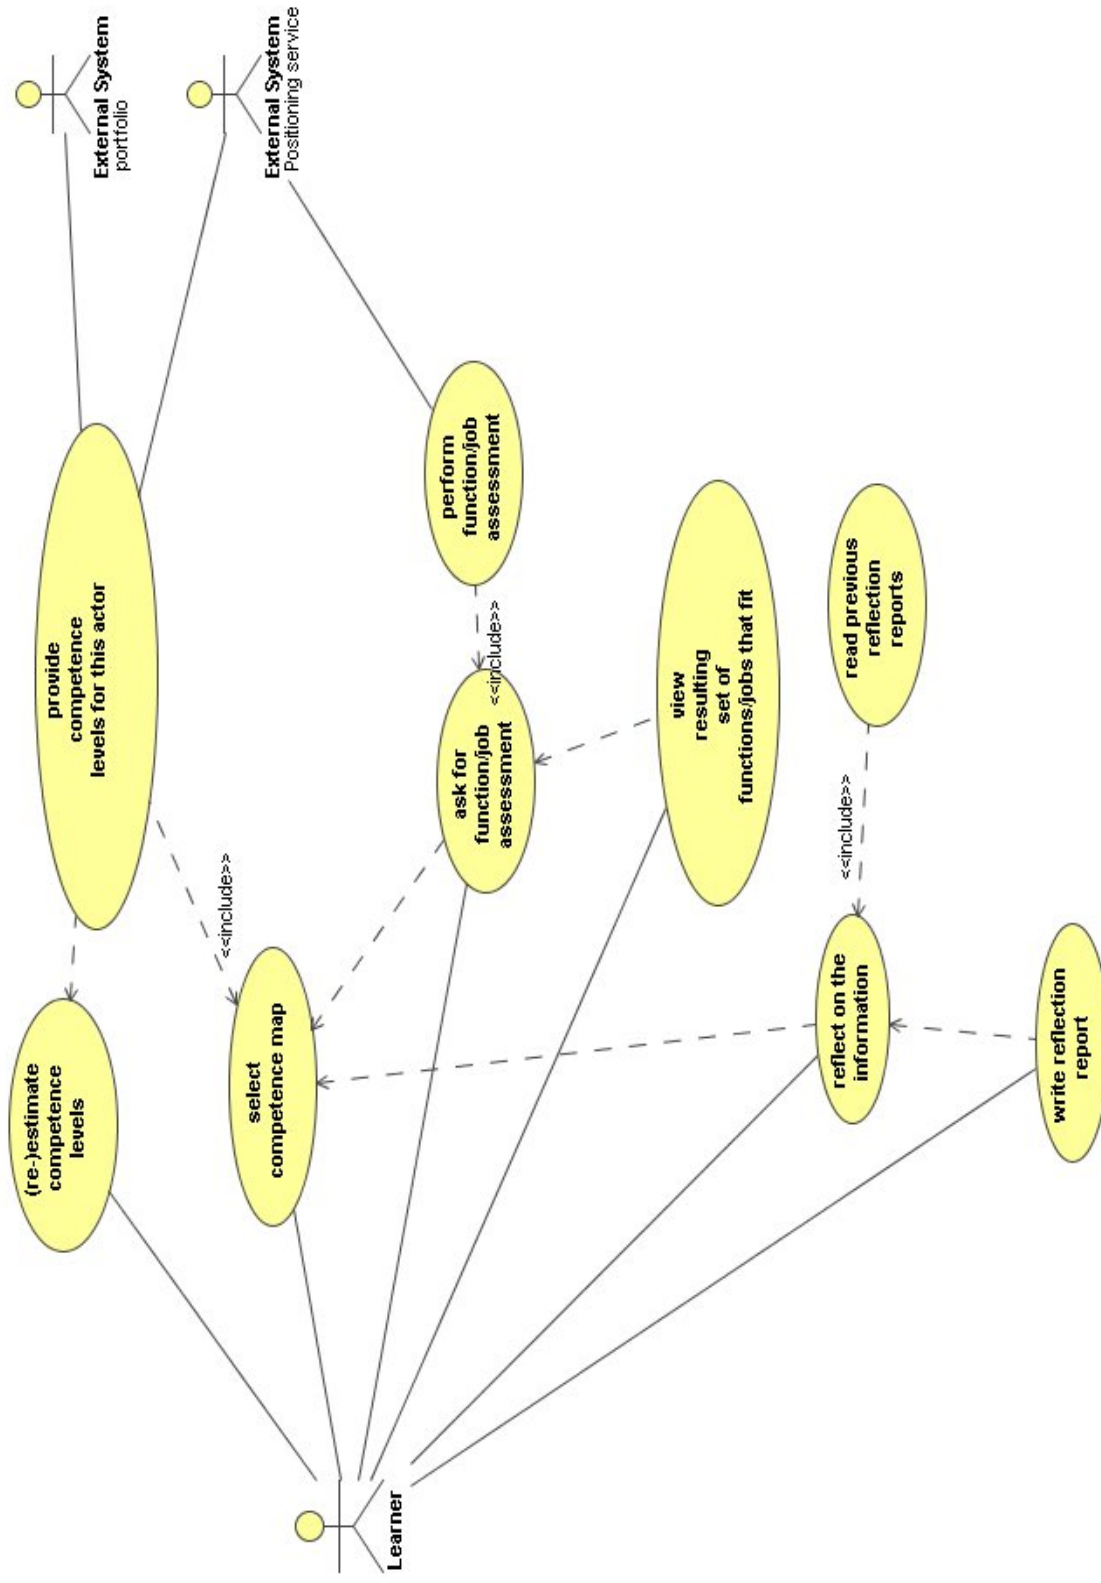 External System
portfolio
External System
Positioning service
provide
competence
levels for this actor
perform
function/job
assessment
(re-)estimate
competence
levels
<<include>>
select
competence map
<<include>>
ask for
function/job
assessment
view
resulting
set of
functions/jobs that fit
read previous
reflection
reports
<<include>>
reflect on the
information
write reflection
report
Learner